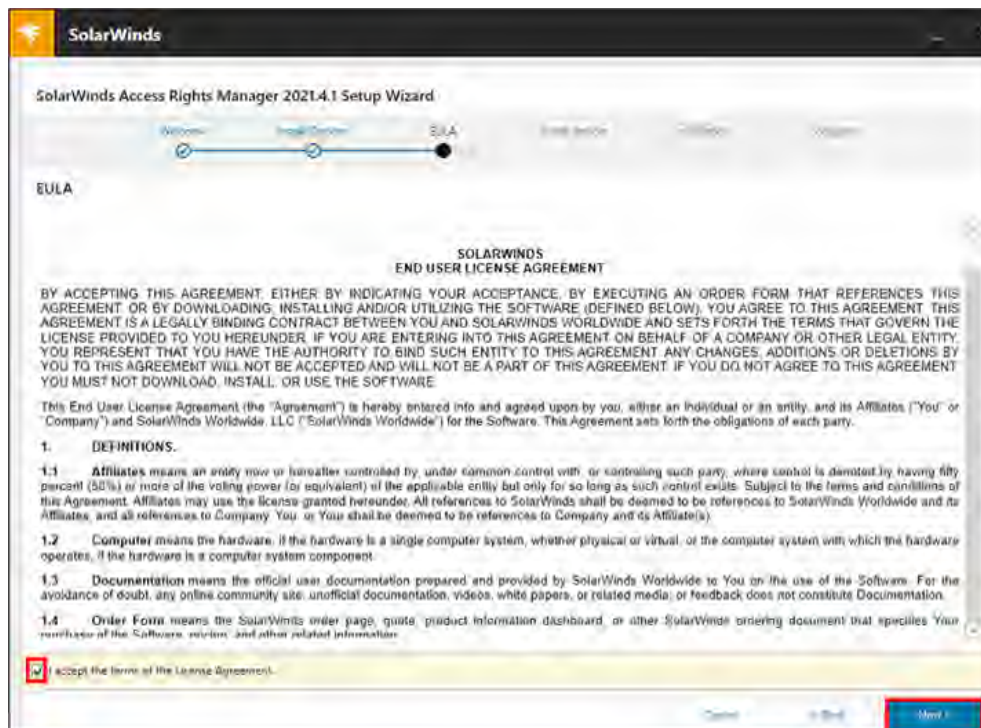 SolarWinds
SolarWinds Access Rights Manager 2021.4.1 Setup Wizard
Welcome EULA
EULA
SOLARWINDS
END USER LICENSE AGREEMENT
BY ACCEPTING THIS AGREEMENT, EITHER BY INDICATING YOUR ACCEPTANCE, BY EXECUTING AN ORDER FORM THAT REFERENCES THIS
AGREEMENT, OR BY DOWNLOADING, INSTALLING AND/OR UTILIZING THE SOFTWARE (DEFINED BELOW), YOU AGREE TO THIS AGREEMENT. THIS
AGREEMENT IS A LEGALLY BINDING CONTRACT BETWEEN YOU AND SOLARWINDS WORLDWIDE AND SETS FORTH THE TERMS THAT GOVERN THE
LICENSE PROVIDED TO YOU HEREUNDER. IF YOU ARE ENTERING INTO THIS AGREEMENT ON BEHALF OF A COMPANY OR OTHER LEGAL ENTITY,
YOU REPRESENT THAT YOU HAVE THE AUTHORITY TO BIND SUCH ENTITY TO THIS AGREEMENT. ANY CHANGES, ADDITIONS OR DELETIONS BY
YOU TO THIS AGREEMENT WILL NOT BE ACCEPTED AND WILL NOT BE A PART OF THIS AGREEMENT. IF YOU DO NOT AGREE TO THIS AGREEMENT
YOU MUST NOT DOWNLOAD, INSTALL, OR USE THE SOFTWARE.
This End User License Agreement (the "Agreement") is hereby entered into and agreed upon by you, either an individual or an entity, and its Affiliates ("You" or
"Company") and SolarWinds Worldwide, LLC ("SolarWinds Worldwide") for the Software. This Agreement sets forth the obligations of each party.
1. DEFINITIONS.
1.1 Affiliates means an entity now or hereafter controlled by, under common control with, or controlling such party, where control is denoted by having fifty
percent (50%) or more of the voting power (or equivalent) of the applicable entity but only for so long as such control exists. Subject to the terms and conditions of
this Agreement, Affiliates may use the license granted hereunder. All references to SolarWinds shall be deemed to be references to SolarWinds Worldwide and its
Affiliates, and all references to Company, You, or Your shall be deemed to be references to Company and its Affiliate(s).
1.2 Computer means the hardware, if the hardware is a single computer system, whether physical or virtual, or the computer system with which the hardware
operates, if the hardware is a computer system component.
1.3 Documentation means the official user documentation prepared and provided by SolarWinds Worldwide to You on the use of the Software. For the
avoidance of doubt, any online community site, unofficial documentation, videos, white papers, or related media, or feedback does not constitute Documentation.
1.4 Order Form means the SolarWinds order page, quote, product information dashboard, or other SolarWinds ordering document that specifies Your
purchase of the Software, pricing, and other related information.
I accept the terms of the License Agreement.
Cancel < Back Next >